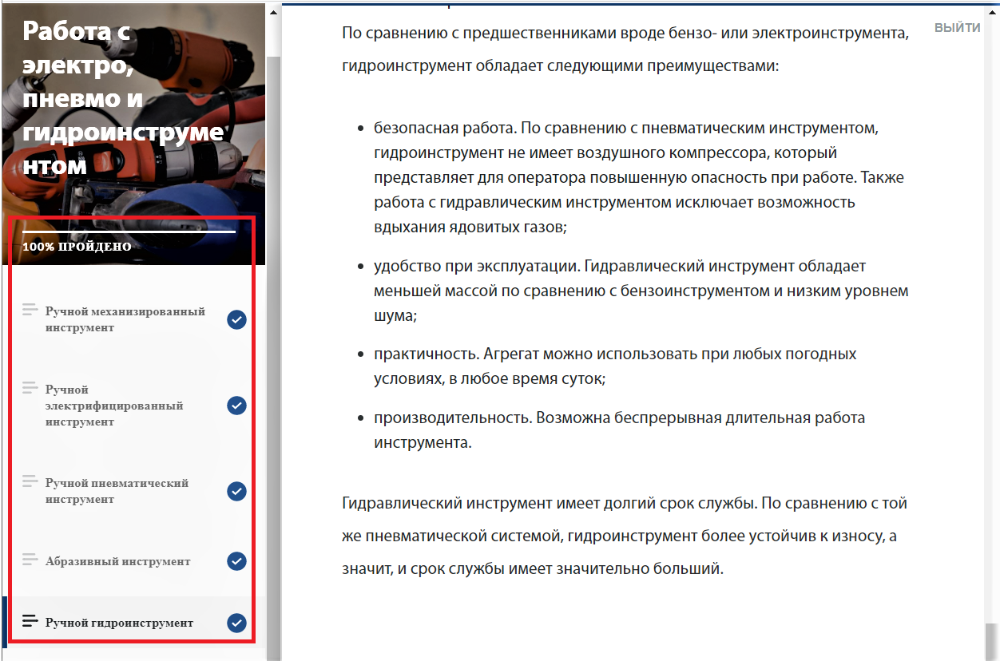 Работа с
электро,
пневмо и
гидроинструме
нтом
100% ПРОЙДЕНО
Ручной механизированный
инструмент
Ручной
электрифицированный
инструмент
Ручной пневматический
инструмент
Абразивный инструмент
Ручной гидроинструмент
ВЫЙТИ
По сравнению с предшественниками вроде бензо- или электроинструмента,
гидроинструмент обладает следующими преимуществами:
безопасная работа. По сравнению с пневматическим инструментом,
гидроинструмент не имеет воздушного компрессора, который
представляет для оператора повышенную опасность при работе. Также
работа с гидравлическим инструментом исключает возможность
вдыхания ядовитых газов;
удобство при эксплуатации. Гидравлический инструмент обладает
меньшей массой по сравнению с бензоинструментом и низким уровнем
шума;
практичность. Агрегат можно использовать при любых погодных
условиях, в любое время суток;
производительность. Возможна беспрерывная длительная работа
инструмента.
Гидравлический инструмент имеет долгий срок службы. По сравнению с той
же пневматической системой, гидроинструмент более устойчив к износу, а
значит, и срок службы имеет значительно больший.